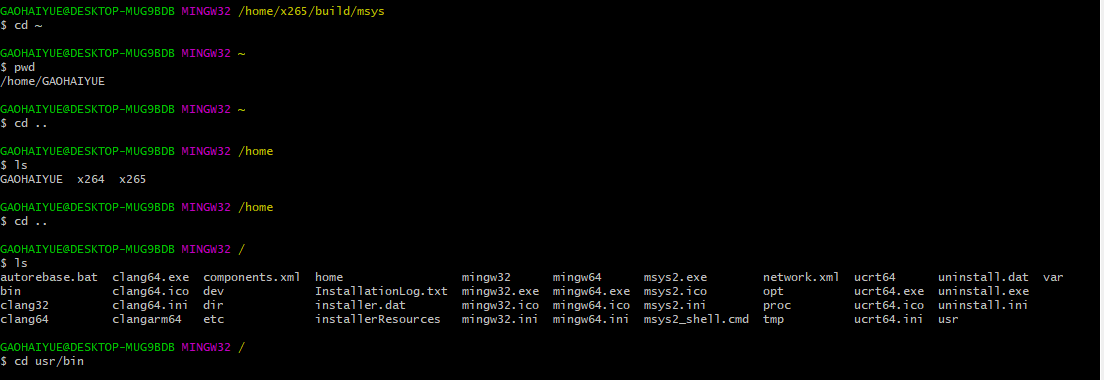 GAOHAIYUE@DESKTOP-MUG9BDB MINGW32 /home/x265/build/msys
$ cd ~
GAOHAIYUE@DESKTOP-MUG9BDB MINGW32 ~
$ pwd
/home/GAOHAIYUE
GAOHAIYUE@DESKTOP-MUG9BDB MINGW32 ~
$ cd ..
GAOHAIYUE@DESKTOP-MUG9BDB MINGW32 /home
$ ls
GAOHAIYUE  x264  x265
GAOHAIYUE@DESKTOP-MUG9BDB MINGW32 /home
$ cd ..
GAOHAIYUE@DESKTOP-MUG9BDB MINGW32 /
$ ls
autorebase.bat  clang64.exe  components.xml  home                mingw32      mingw64      msys2.exe        network.xml  ucrt64      uninstall.dat  var
bin             clang64.ico  dev             InstallationLog.txt  mingw32.exe  mingw64.exe  msys2.ico        opt          ucrt64.exe  uninstall.exe
clang32         clang64.ini  dir             installer.dat        mingw32.ico  mingw64.ico  msys2.ini        proc         ucrt64.ico  uninstall.ini
clang64         clangarm64   etc             installerResources   mingw32.ini  mingw64.ini  msys2_shell.cmd  tmp          ucrt64.ini  usr
GAOHAIYUE@DESKTOP-MUG9BDB MINGW32 /
$ cd usr/bin